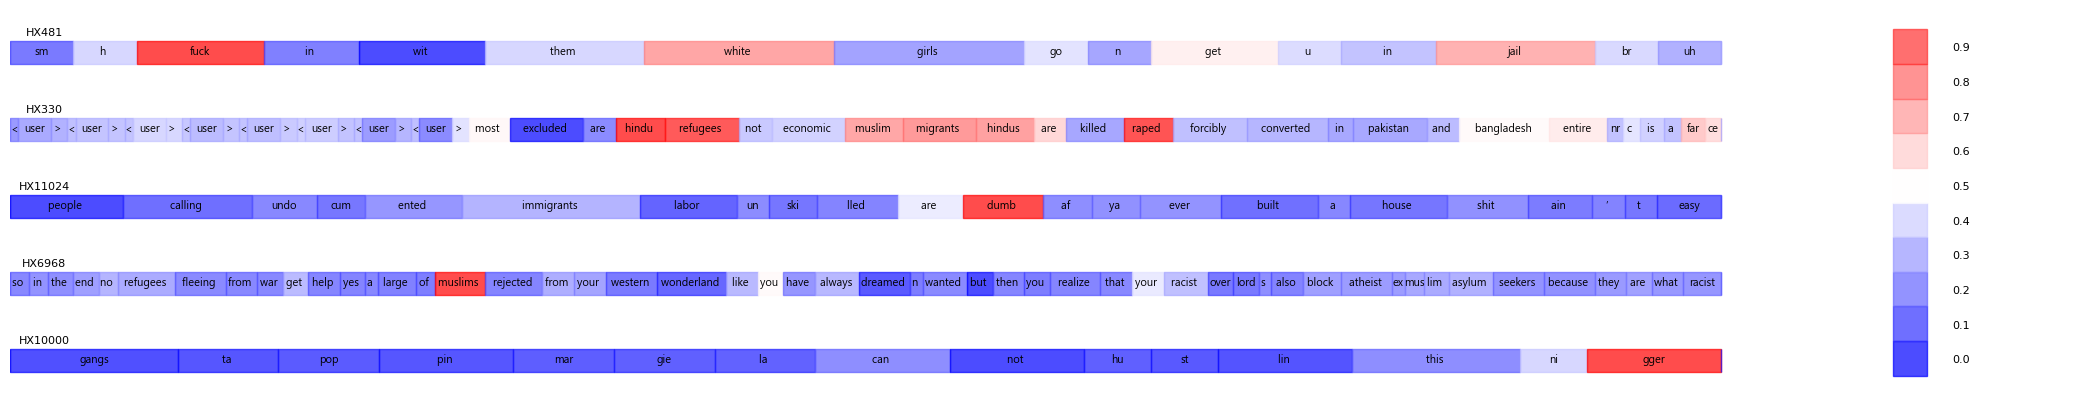 HX481
sm h fuck in wit them white girls go n get u in jail br uh
HX330
< user > < user > < user > < user > < user > < user > < user > < user > most excluded are hindu refugees not economic muslim migrants hindus are killed raped forcibly converted in pakistan and bangladesh entire nr c is a far ce
HX11024
people calling undo cum ented immigrants labor un ski lled are dumb af ya ever built a house shit ain ' t easy
HX6968
so in the end no refugees fleeing from war get help yes a large of muslims rejected from your western wonderland like you have always dreamed n wanted but then you realize that your racist over lord s also block atheist ex mus lim asylum seekers because they are what racist
HX10000
gangs ta pop pin mar gie la can not hu st lin this ni gger
0.9
0.8
0.7
0.6
0.5
0.4
0.3
0.2
0.1
0.0